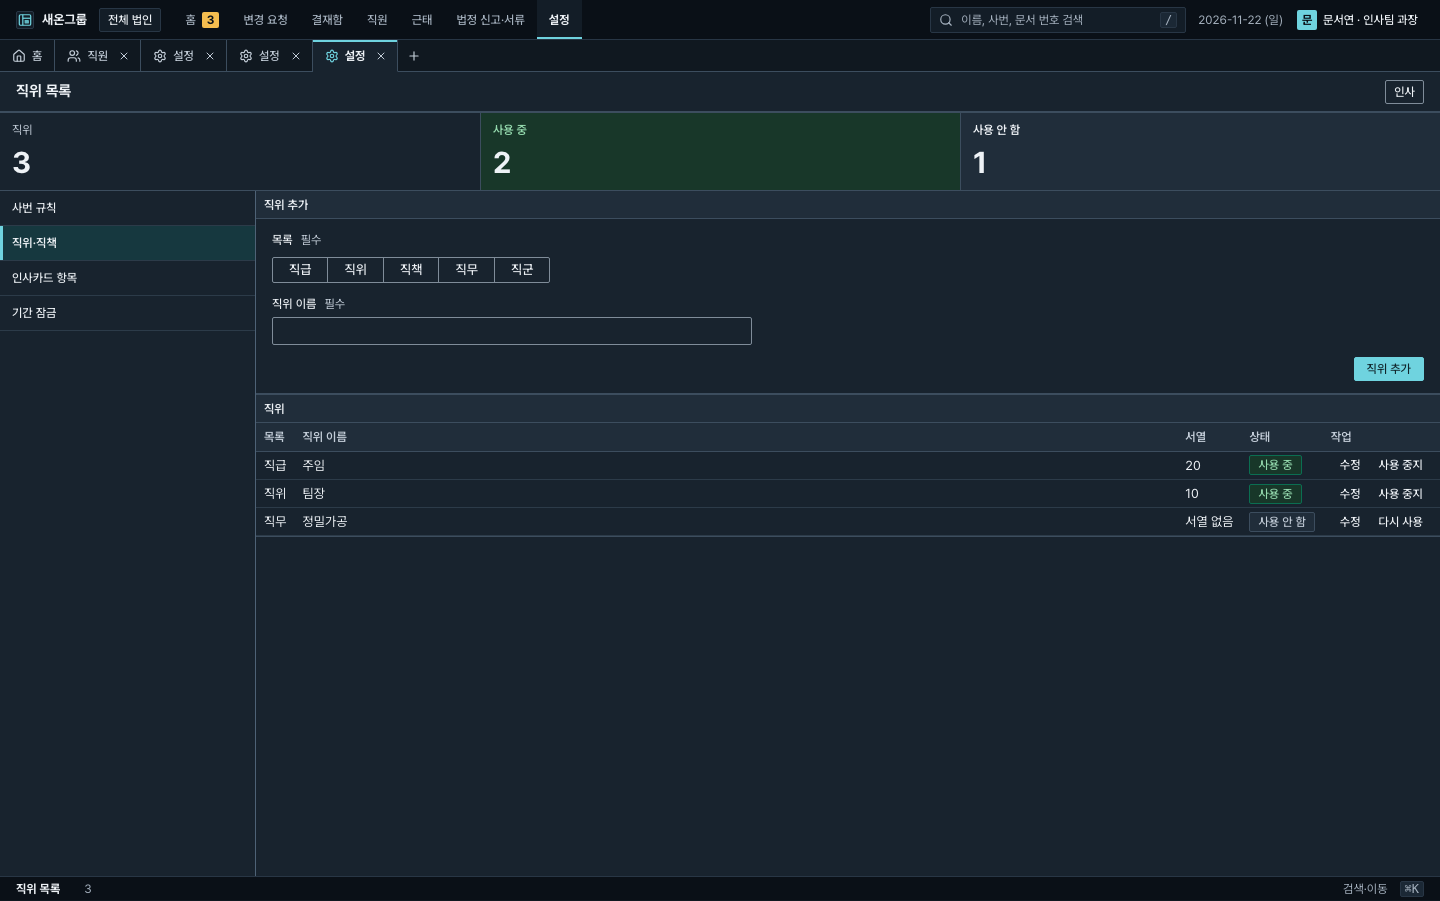 새온그룹 전체 법인 홈 3 변경 요청 결재함 직원 근태 법정 신고·서류 설정 이름, 사번, 문서 번호 검색 / 2026-11-22 (일) 문 문서연 · 인사팀 과장
홈 직원 설정 설정 설정
직위 목록 인사
직위 사용 중 사용 안 함
3 2 1
사번 규칙
직위·직책
인사카드 항목
기간 잠금
직위 추가
목록 필수
직급 직위 직책 직무 직군
직위 이름 필수
직위 추가
직위
목록 직위 이름 서열 상태 작업
직급 주임 20 사용 중 수정 사용 중지
직위 팀장 10 사용 중 수정 사용 중지
직무 정밀가공 서열 없음 사용 안 함 수정 다시 사용
직위 목록 3 검색·이동 ⌘K